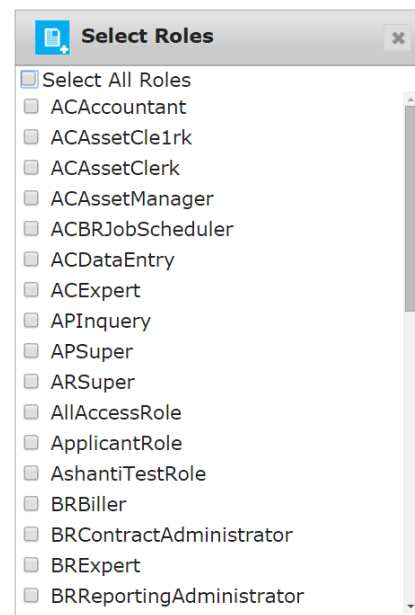 Select Roles
Select All Roles
ACAccountant
ACAssetCle1rk
ACAssetClerk
ACAssetManager
ACBRJobScheduler
ACDataEntry
ACExpert
APInquery
APSuper
ARSuper
AllAccessRole
ApplicantRole
AshantiTestRole
BRBiller
BRContractAdministrator
BRExpert
BRReportingAdministrator